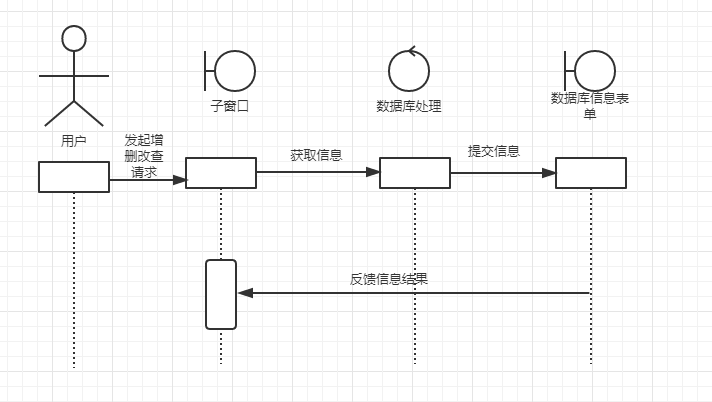 子窗口
数据库处理
数据库信息表
单
用户
发起增
删改查
请求
获取信息
提交信息
反馈信息结果